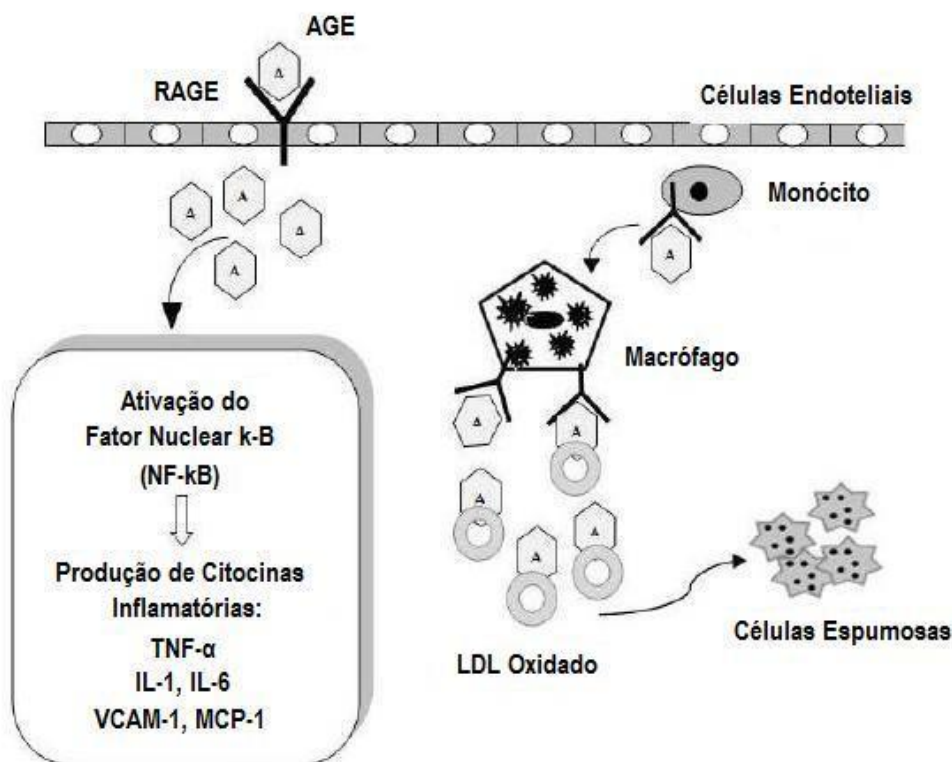 AGE
RAGE
Células Endoteliais
Monócito
Macrófago
Ativação do
Fator Nuclear k-B
(NF-kB)
Produção de Citocinas
Inflamatórias:
TNF-α
IL-1, IL-6
VCAM-1, MCP-1
LDL Oxidado
Células Espumosas
A
A
A
A
A
A
A
A
A
A
A